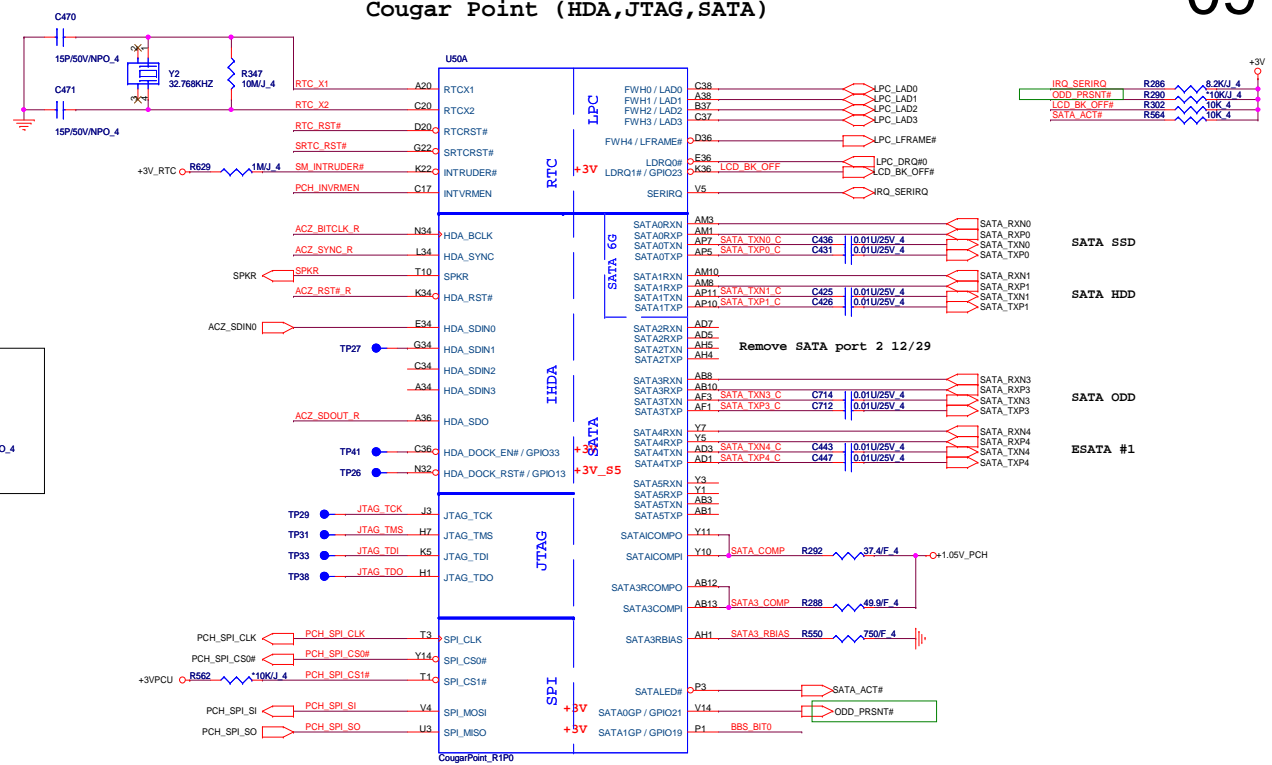 Cougar Point (HDA,JTAG,SATA)
C470
15P/50V/NPO_4
Y2
32.768KHZ
R347
10M/J_4
C471
15P/50V/NPO_4
U50A
+3V
IRQ_SERIRQ R286 8.2K/J_4
ODD_PRSNT# R290 *10K/J_4
LCD_BK_OFF# R302 10K_4
SATA_ACT# R564 10K_4
RTC_X1 A20 RTCX1
RTC_X2 C20 RTCX2
RTC_RST# D20 RTCRST#
SRTC_RST# G22 SRTCRST#
+3V_RTC R629 1M/J_4 SM_INTRUDER# K22 INTRUDER#
PCH_INVRMEN C17 INTVRMEN
RTC
LPC
+3V
FWH0 / LAD0 C38 LPC_LAD0
FWH1 / LAD1 A38 LPC_LAD1
FWH2 / LAD2 B37 LPC_LAD2
FWH3 / LAD3 C37 LPC_LAD3
FWH4 / LFRAME# D36 LPC_LFRAME#
LDRQ0# E36 LPC_DRQ#0
LDRQ1# / GPIO23 K36 LCD_BK_OFF LCD_BK_OFF#
SERIRQ V5 IRQ_SERIRQ
ACZ_BITCLK_R N34 HDA_BCLK
ACZ_SYNC_R L34 HDA_SYNC
SPKR SPKR T10 SPKR
ACZ_RST#_R K34 HDA_RST#
ACZ_SDIN0 E34 HDA_SDIN0
TP27 G34 HDA_SDIN1
C34 HDA_SDIN2
A34 HDA_SDIN3
ACZ_SDOUT_R A36 HDA_SDO
TP41 C36 HDA_DOCK_EN# / GPIO33 +3V
TP26 N32 HDA_DOCK_RST# / GPIO13 +3V_S5
IHDA
SATA
SATA 6G
SATA0RXN AM3 SATA_RXN0
SATA0RXP AM1 SATA_RXP0
SATA0TXN AP7 SATA_TXN0_C C436 0.01U/25V_4 SATA_TXN0
SATA0TXP AP5 SATA_TXP0_C C431 0.01U/25V_4 SATA_TXP0
SATA SSD
SATA1RXN AM10 SATA_RXN1
SATA1RXP AM8 SATA_RXP1
SATA1TXN AP11 SATA_TXN1_C C425 0.01U/25V_4 SATA_TXN1
SATA1TXP AP10 SATA_TXP1_C C426 0.01U/25V_4 SATA_TXP1
SATA HDD
SATA2RXN AD7
SATA2RXP AD5
SATA2TXN AH5
SATA2TXP AH4
Remove SATA port 2 12/29
SATA3RXN AB8 SATA_RXN3
SATA3RXP AB10 SATA_RXP3
SATA3TXN AF3 SATA_TXN3_C C714 0.01U/25V_4 SATA_TXN3
SATA3TXP AF1 SATA_TXP3_C C712 0.01U/25V_4 SATA_TXP3
SATA ODD
SATA4RXN Y7 SATA_RXN4
SATA4RXP Y5 SATA_RXP4
SATA4TXN AD3 SATA_TXN4_C C443 0.01U/25V_4 SATA_TXN4
SATA4TXP AD1 SATA_TXP4_C C447 0.01U/25V_4 SATA_TXP4
ESATA #1
SATA5RXN Y3
SATA5RXP Y1
SATA5TXN AB3
SATA5TXP AB1
O_4
TP29 JTAG_TCK J3 JTAG_TCK
TP31 JTAG_TMS H7 JTAG_TMS
TP33 JTAG_TDI K5 JTAG_TDI
TP38 JTAG_TDO H1 JTAG_TDO
JTAG
SATAICOMPO Y11
SATAICOMPI Y10 SATA_COMP R292 37.4/F_4 +1.05V_PCH
SATA3RCOMPO AB12
SATA3COMPI AB13 SATA3_COMP R288 49.9/F_4
SATA3RBIAS AH1 SATA3_RBIAS R550 750/F_4
PCH_SPI_CLK PCH_SPI_CLK T3 SPI_CLK
PCH_SPI_CS0# PCH_SPI_CS0# Y14 SPI_CS0#
+3VPCU R562 *10K/J_4 PCH_SPI_CS1# T1 SPI_CS1#
PCH_SPI_SI PCH_SPI_SI V4 SPI_MOSI
PCH_SPI_SO PCH_SPI_SO U3 SPI_MISO
SPI
SATALED# P3 SATA_ACT#
+3V SATA0GP / GPIO21 V14 ODD_PRSNT#
+3V SATA1GP / GPIO19 P1 BBS_BIT0
CougarPoint_R1P0